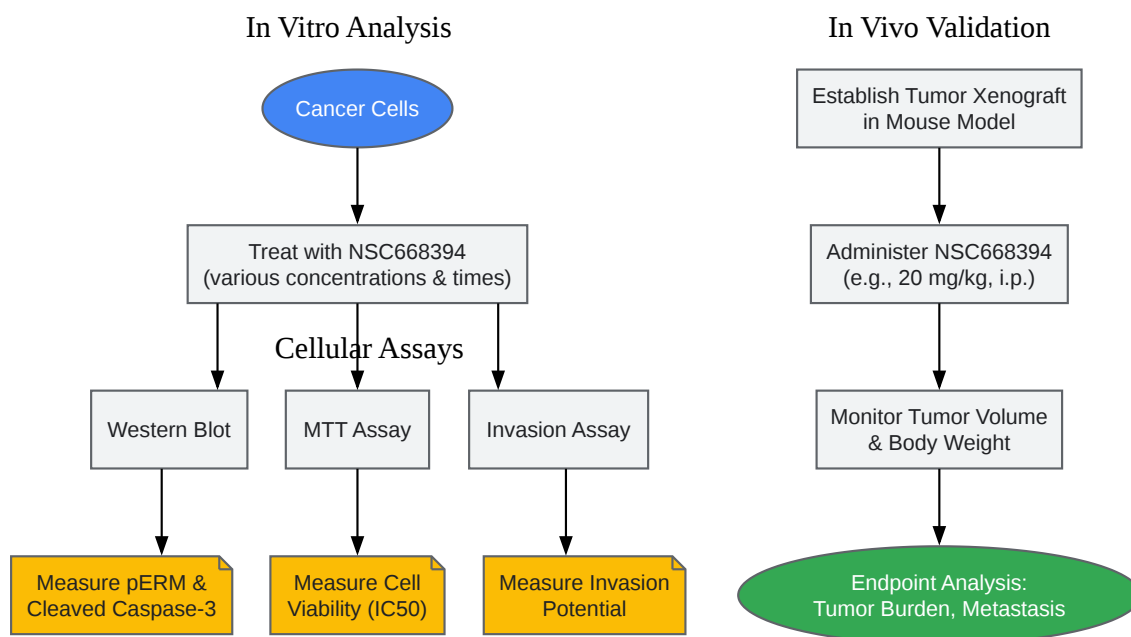 In Vitro Analysis
Cancer Cells
Treat with NSC668394
(various concentrations & times)
Cellular Assays
Western Blot
MTT Assay
Invasion Assay
Measure pERM &
Cleaved Caspase-3
Measure Cell
Viability (IC50)
Measure Invasion
Potential
In Vivo Validation
Establish Tumor Xenograft
in Mouse Model
Administer NSC668394
(e.g., 20 mg/kg, i.p.)
Monitor Tumor Volume
& Body Weight
Endpoint Analysis:
Tumor Burden, Metastasis